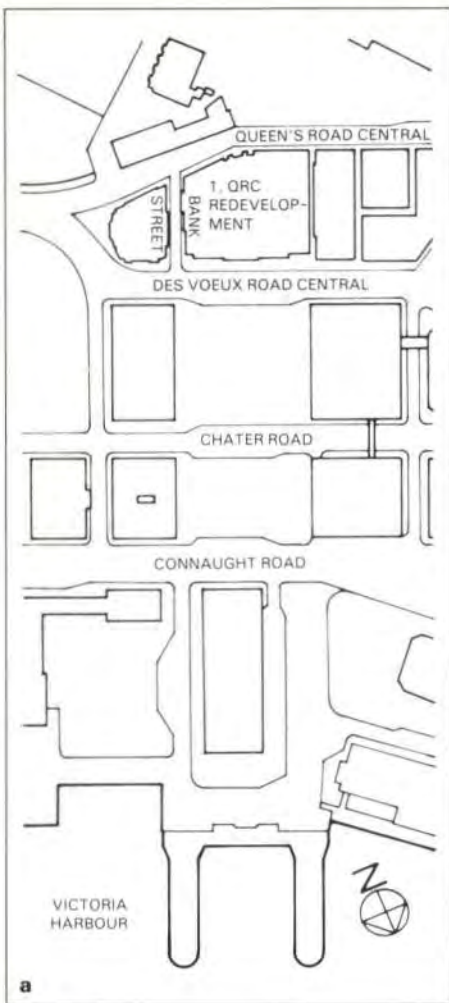 QUEEN'S ROAD CENTRAL
1, QRC
REDEVELOP-
MENT
BANK
STREET
DES VOEUX ROAD CENTRAL
CHATER ROAD
CONNAUGHT ROAD
VICTORIA
HARBOUR
N
a